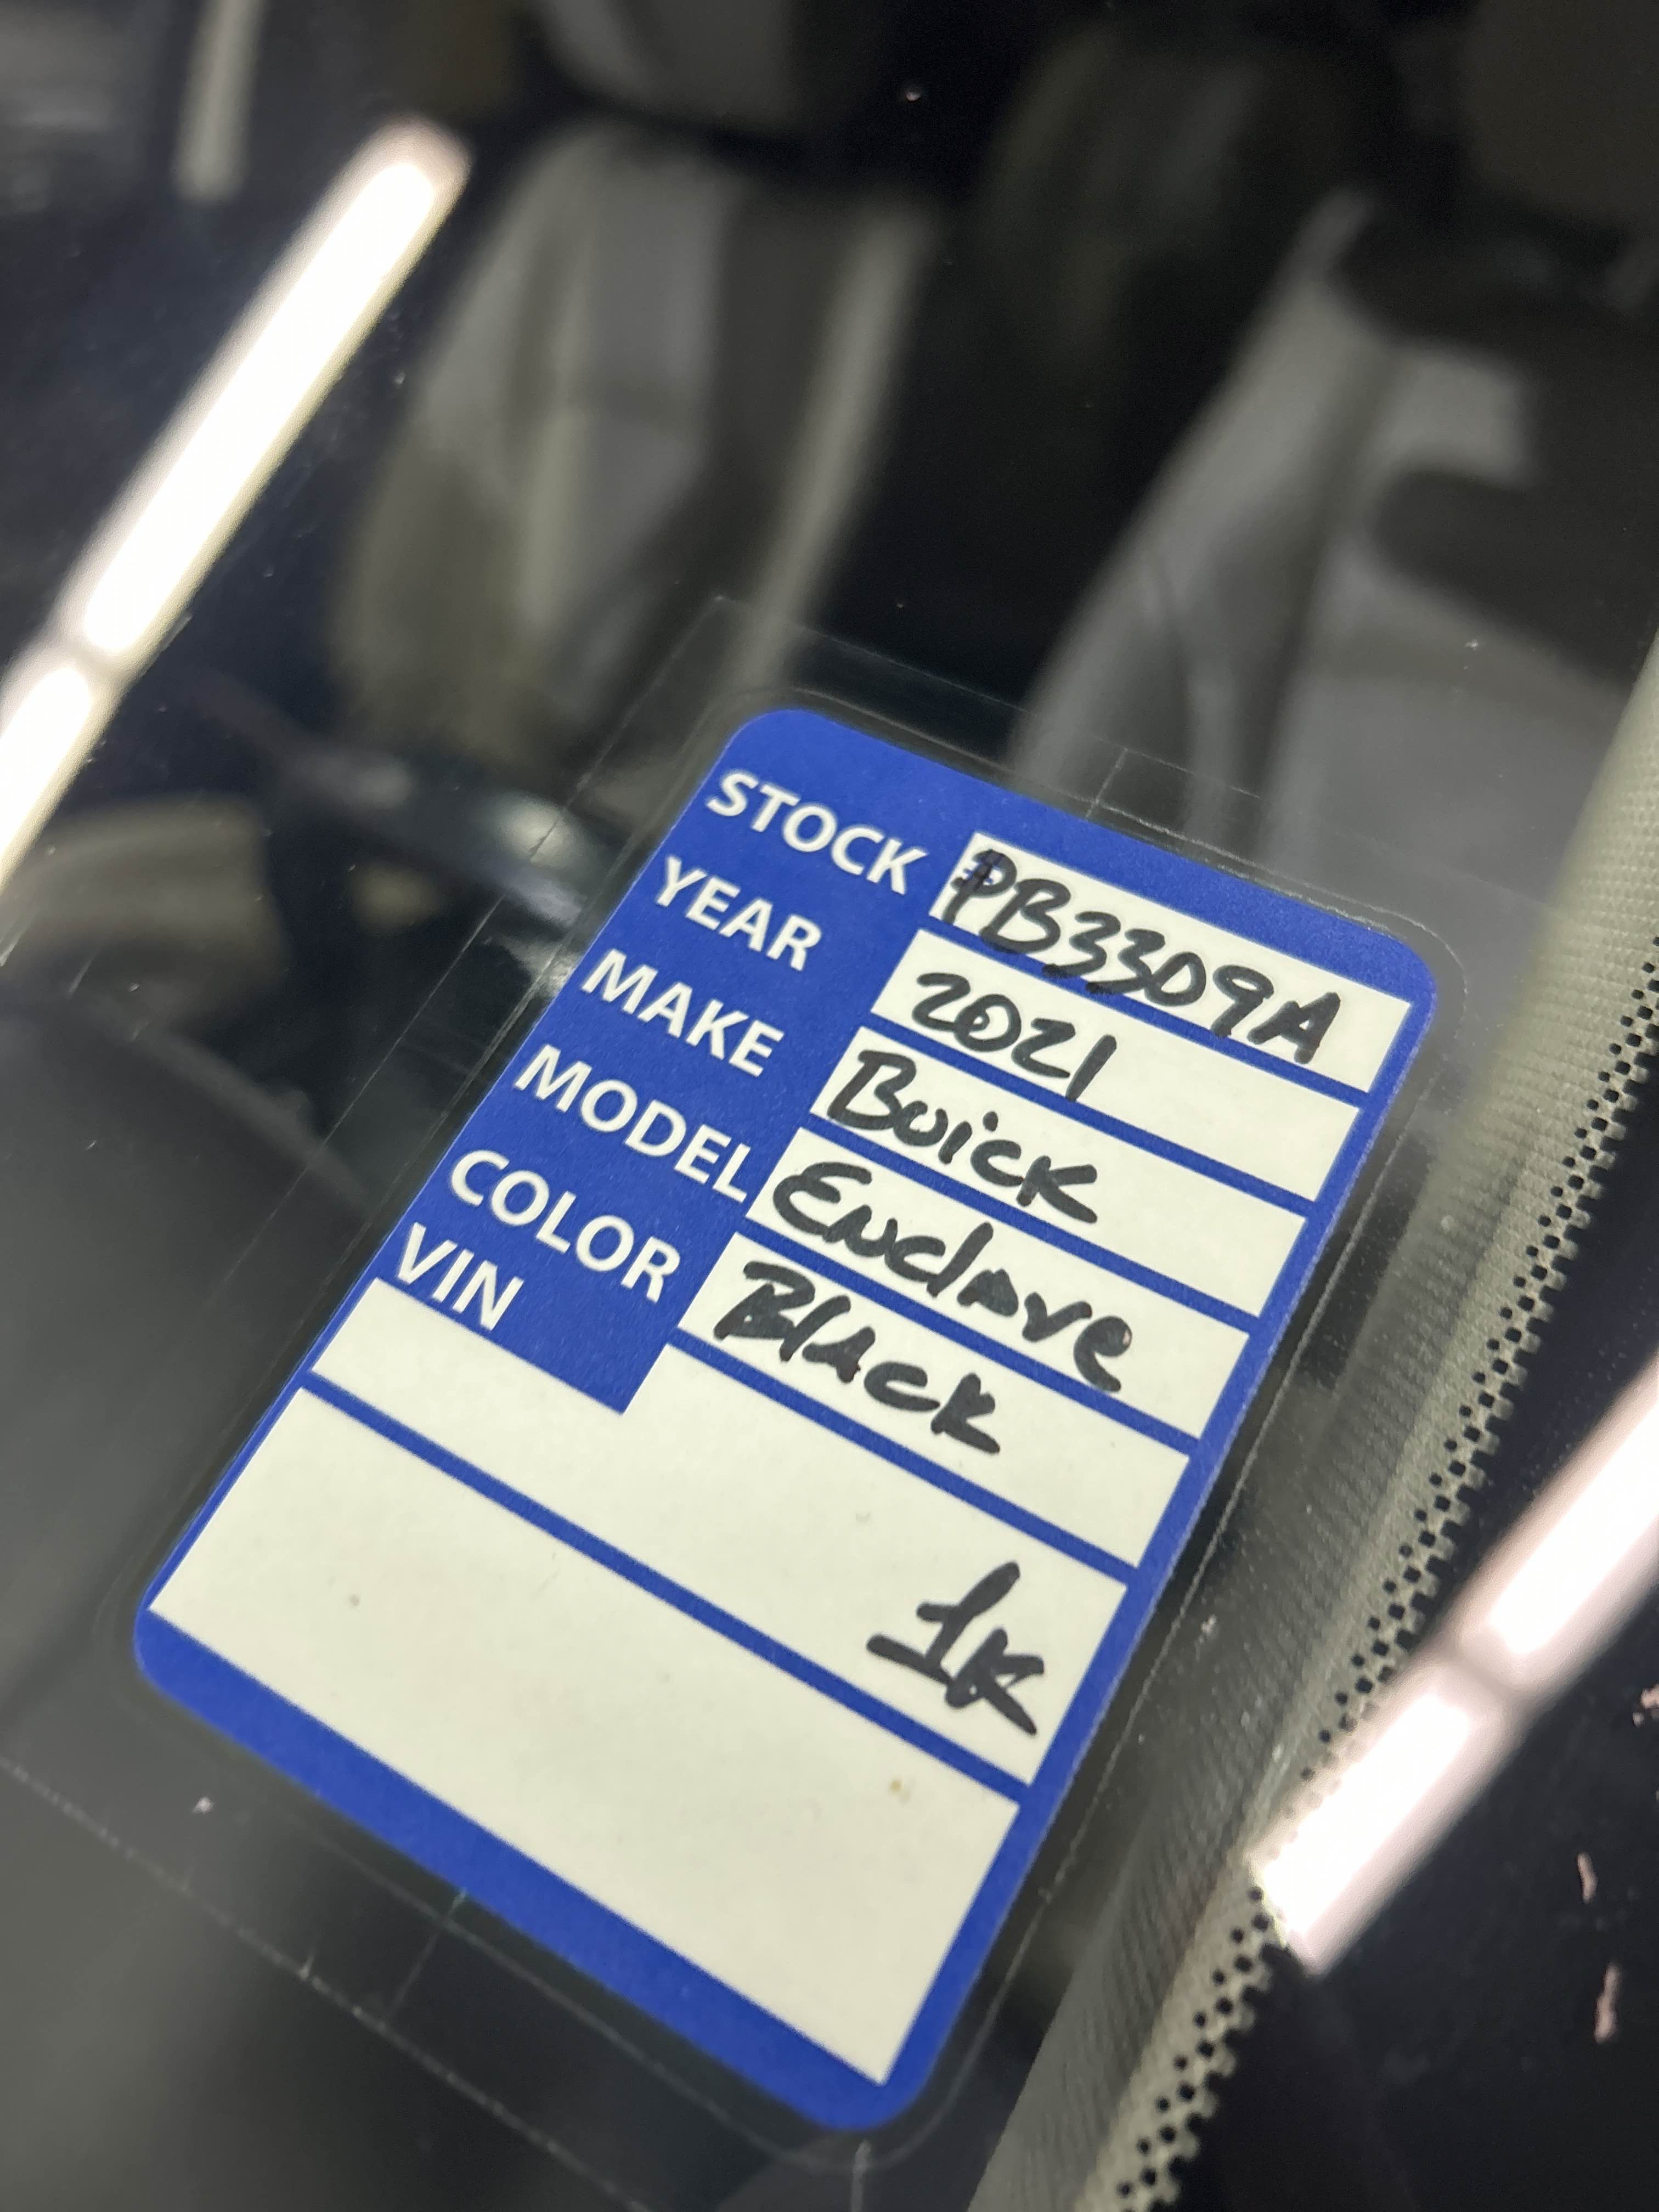 STOCK PB3309A
YEAR 2021
MAKE Buick
MODEL Enclave
COLOR Black
VIN
1K